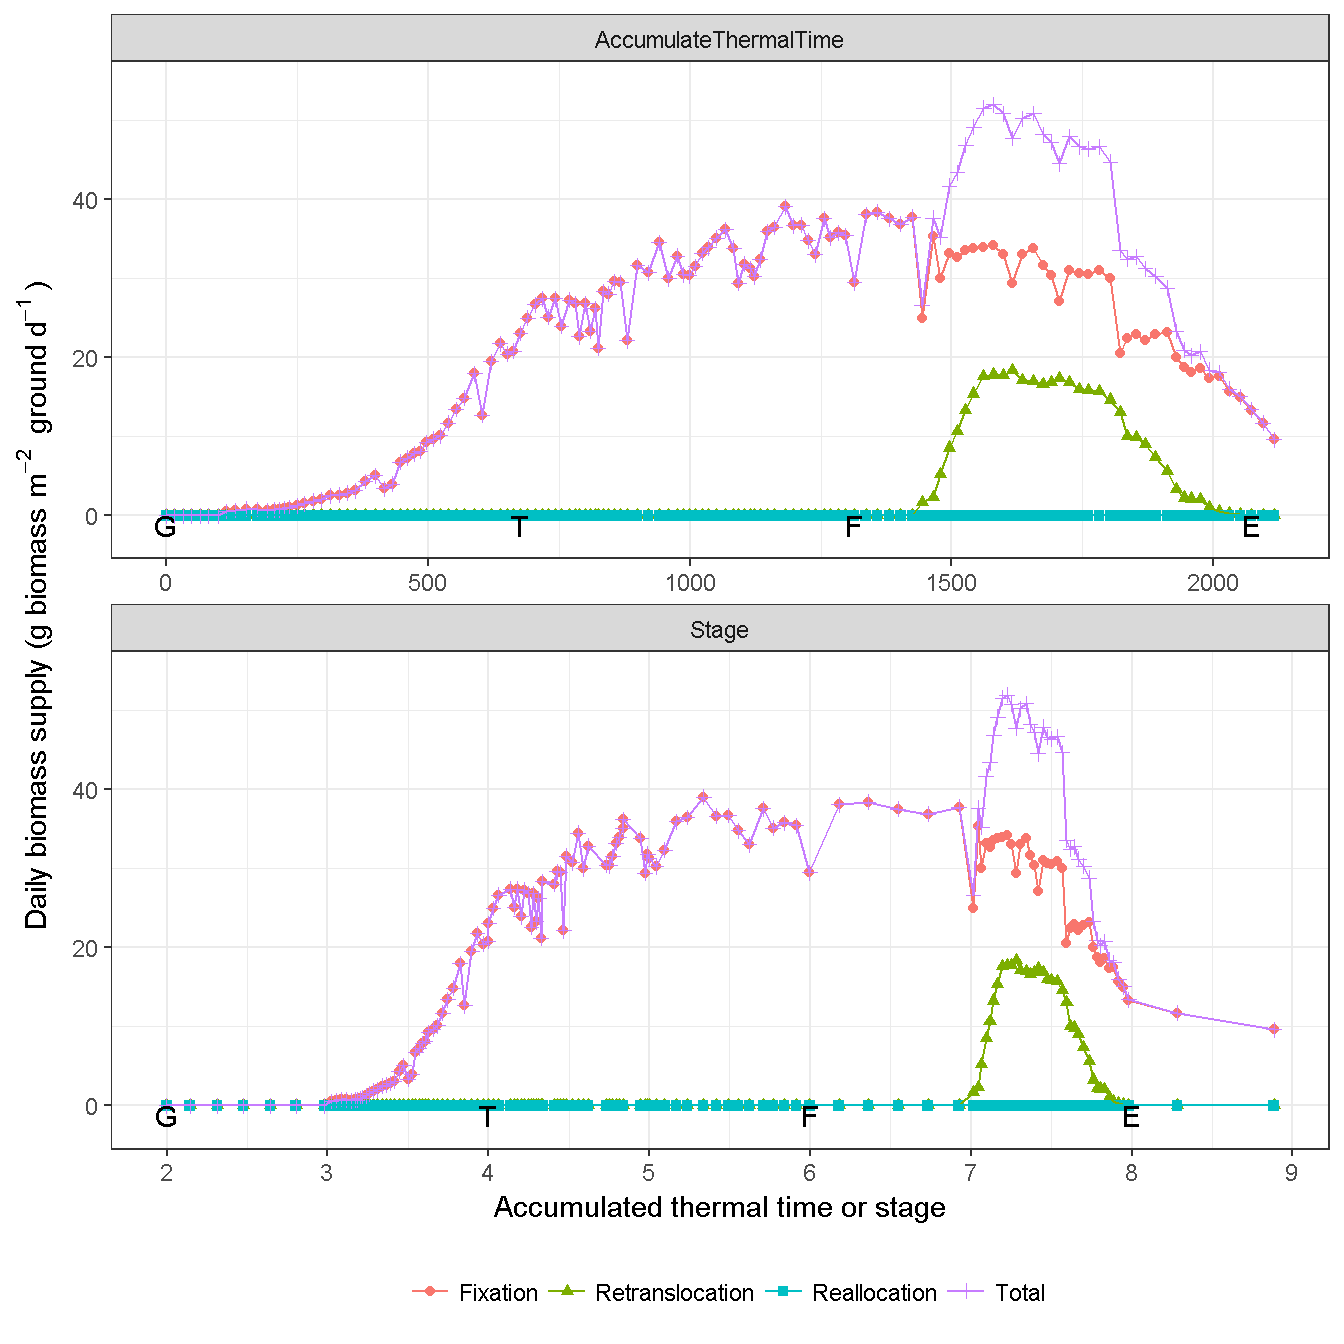 AccumulateThermalTime
40
20
0
G T F E
0 500 1000 1500 2000
Stage
40
20
0
G T F E
2 3 4 5 6 7 8 9
Daily biomass supply (g biomass m⁻² ground d⁻¹)
Accumulated thermal time or stage
Fixation Retranslocation Reallocation Total